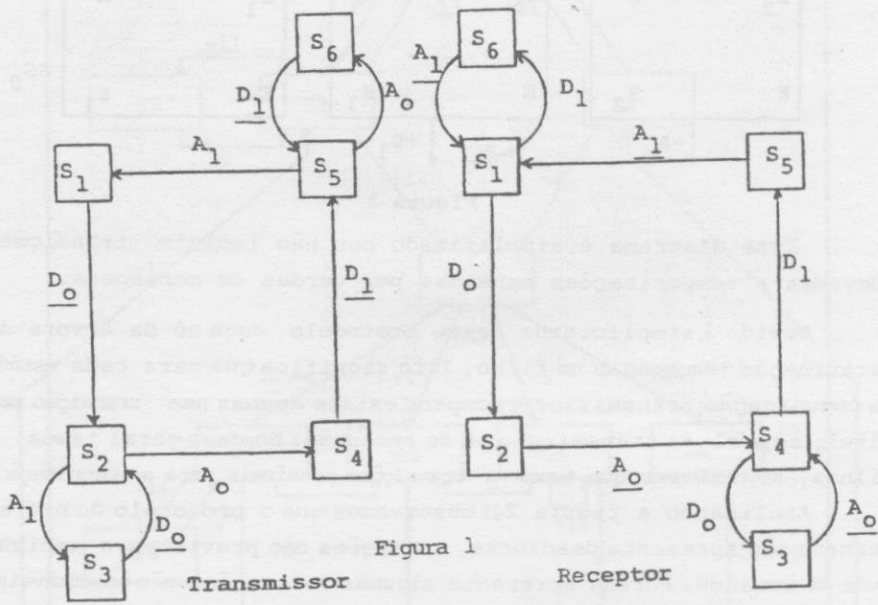 S6 S6
A1
D1 A0 D1
A1 A1
S1 S5 S1 S5
D0 D1 D0 D1
S2 S4 S2 S4
A0 A0
A1 D0 D0 A0
S3 S3
Figura 1
Transmissor Receptor